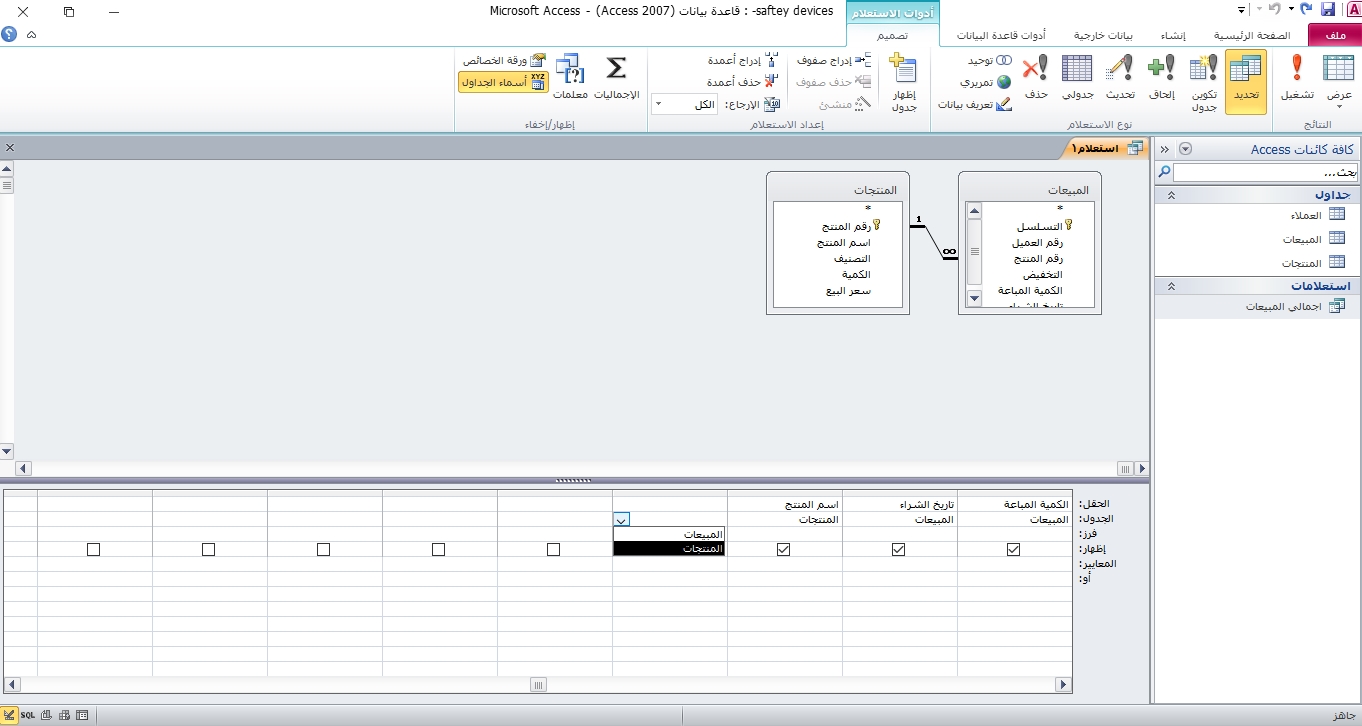 saftey devices- : قاعدة بيانات (Access 2007) - Microsoft Access
أدوات الاستعلام
ملف
الصفحة الرئيسية
إنشاء
بيانات خارجية
أدوات قاعدة البيانات
تصميم
عرض
تشغيل
النتائج
تحديد
تكوين جدول
إلحاق
تحديث
جدولي
حذف
توحيد
تمريري
تعريف بيانات
نوع الاستعلام
إظهار جدول
إدراج صفوف
حذف صفوف
منشئ
إدراج أعمدة
حذف أعمدة
الإرجاع: الكل
إعداد الاستعلام
الإجماليات
معلمات
ورقة الخصائص
أسماء الجداول
إظهار/إخفاء
كافة كائنات Access
بحث...
جداول
العملاء
المبيعات
المنتجات
استعلامات
اجمالي المبيعات
استعلام١
المبيعات
*
التسلسل
رقم العميل
رقم المنتج
التخفيض
الكمية المباعة
تاريخ الشراء
1
∞
المنتجات
*
رقم المنتج
اسم المنتج
التصنيف
الكمية
سعر البيع
الحقل: الكمية المباعة تاريخ الشراء اسم المنتج
الجدول: المبيعات المبيعات المنتجات
فرز:
المبيعات
إظهار:
المنتجات
المعايير:
أو:
جاهز
SQL